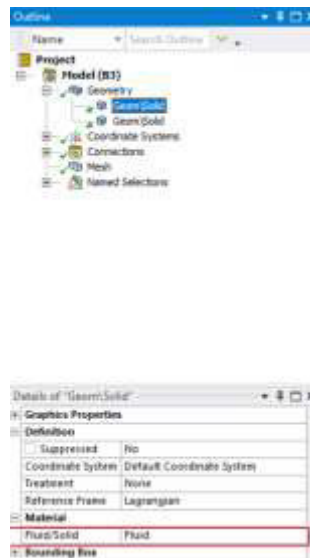 Outline
Name Search Outline
Project
Model (B3)
Geometry
Geom\Solid
Geom\Solid
Coordinate Systems
Connections
Mesh
Named Selections
Details of "Geom\Solid"
Graphics Properties
Definition
Suppressed No
Coordinate System Default Coordinate System
Treatment None
Reference Frame Lagrangian
Material
Fluid/Solid Fluid
Bounding Box